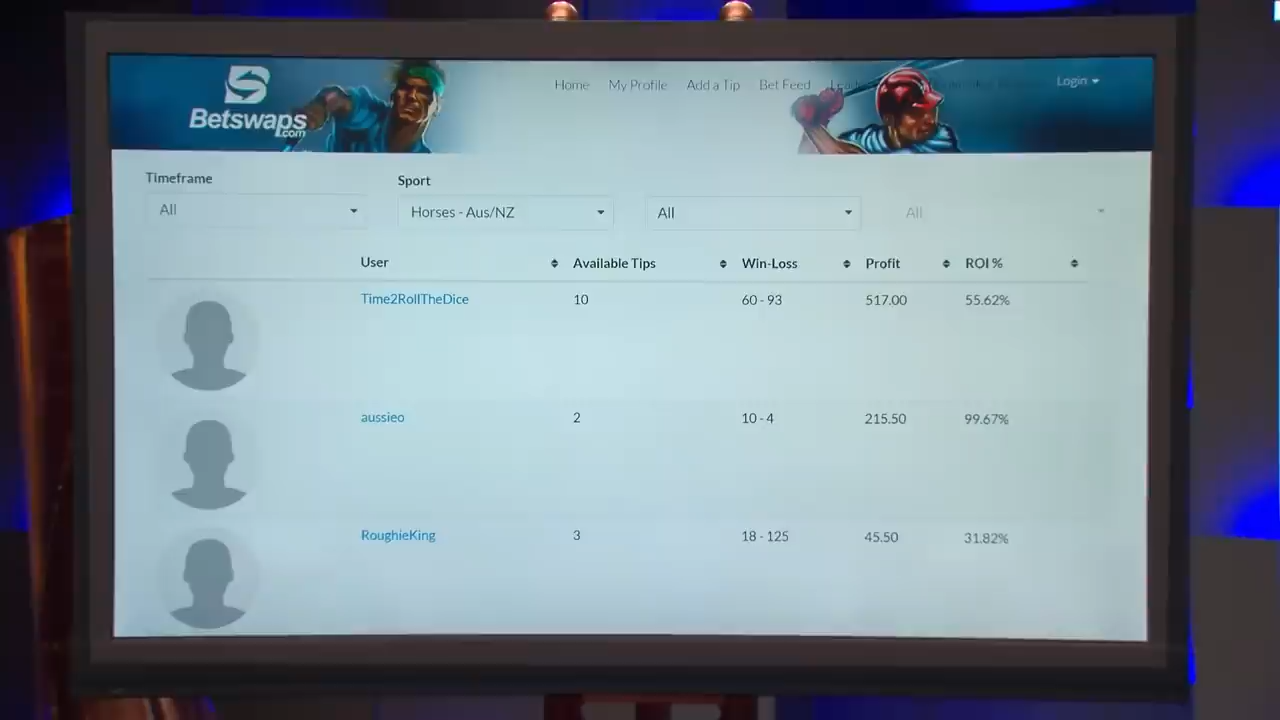 Betswaps
.com
Home My Profile Add a Tip Bet Feed
Login
Timeframe Sport
All Horses - Aus/NZ All All
User Available Tips Win-Loss Profit ROI %
Time2RollTheDice 10 60 - 93 517.00 55.62%
aussieo 2 10 - 4 215.50 99.67%
RoughieKing 3 18 - 125 45.50 31.82%